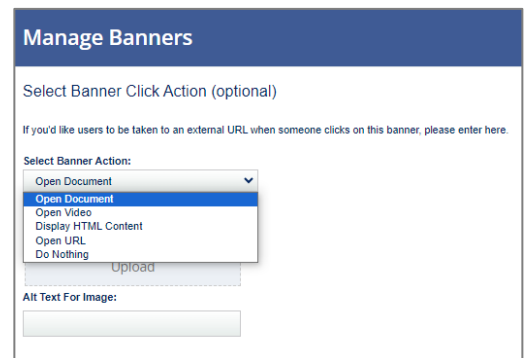 Manage Banners
Select Banner Click Action (optional)
If you'd like users to be taken to an external URL when someone clicks on this banner, please enter here.
Select Banner Action:
Open Document
Open Document
Open Video
Display HTML Content
Open URL
Do Nothing
Upload
Alt Text For Image: